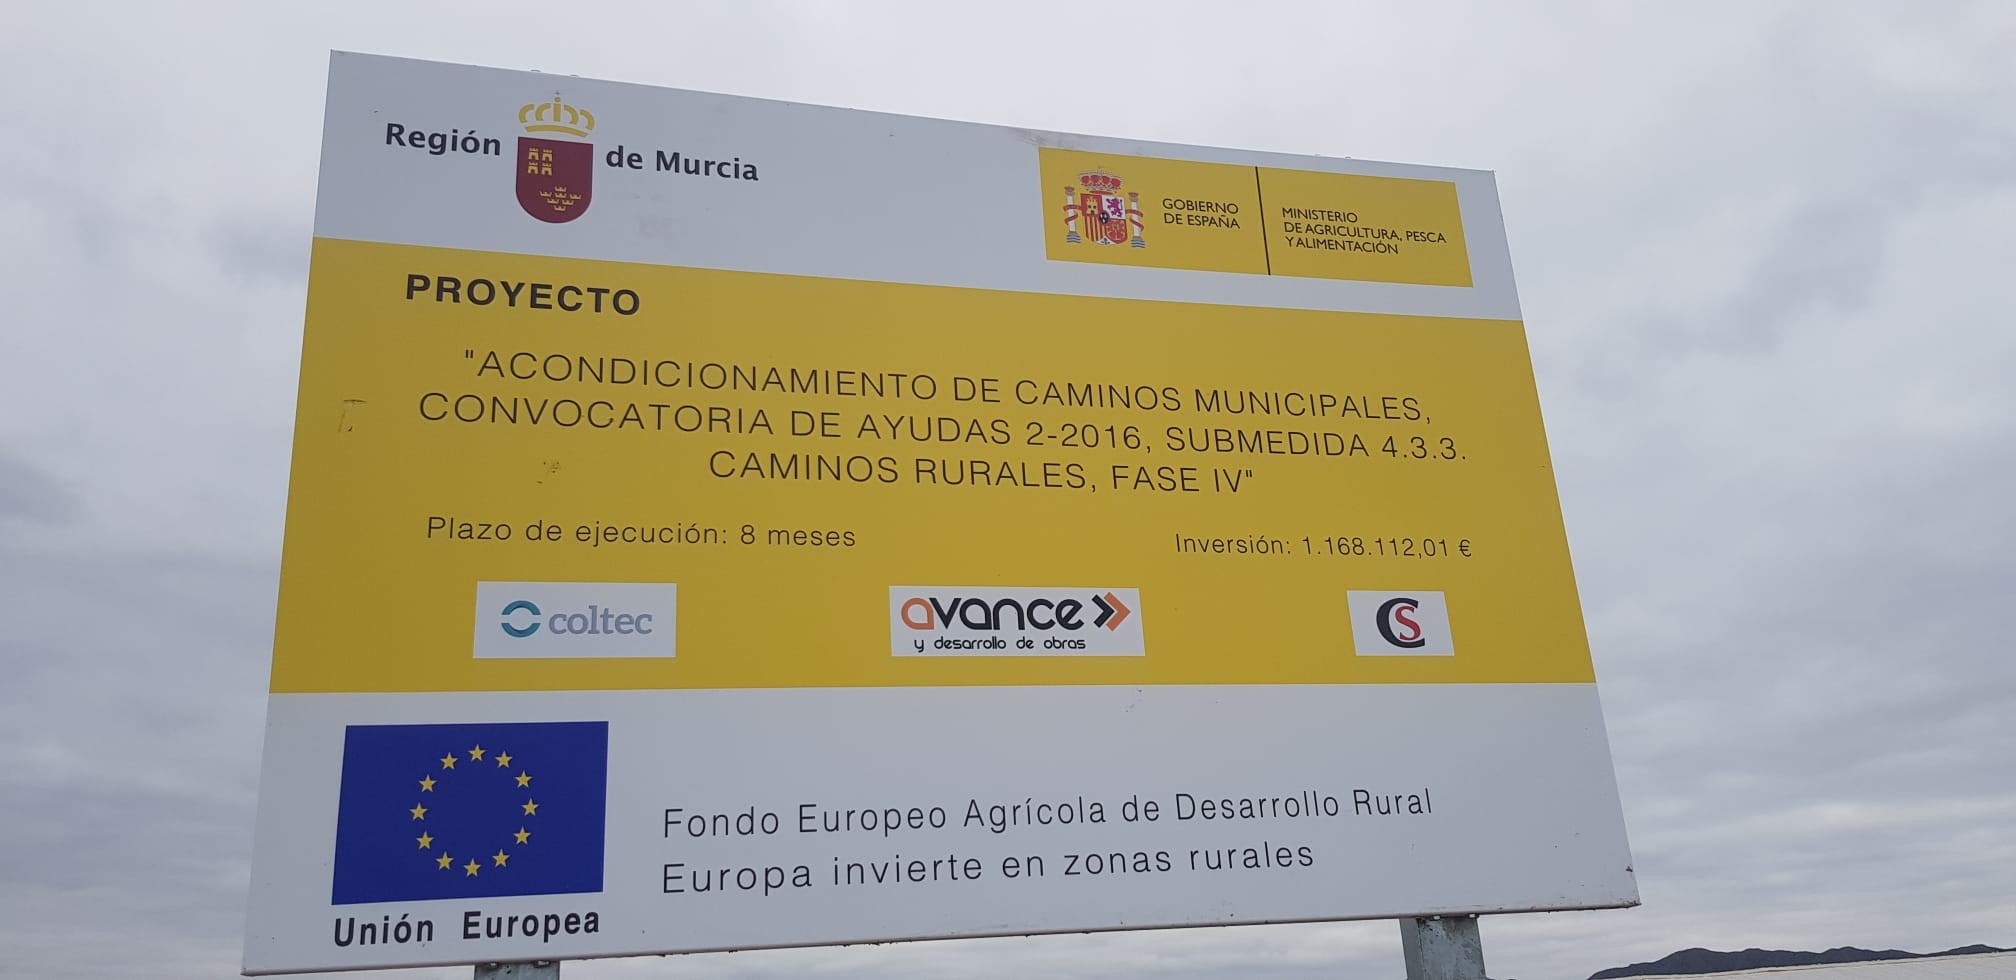 Región de Murcia
GOBIERNO
DE ESPAÑA
MINISTERIO
DE AGRICULTURA, PESCA
Y ALIMENTACIÓN
PROYECTO
"ACONDICIONAMIENTO DE CAMINOS MUNICIPALES,
CONVOCATORIA DE AYUDAS 2-2016, SUBMEDIDA 4.3.3.
CAMINOS RURALES, FASE IV"
Plazo de ejecución: 8 meses
Inversión: 1.168.112,01 €
coltec
avance
y desarrollo de obras
CS
Unión Europea
Fondo Europeo Agrícola de Desarrollo Rural
Europa invierte en zonas rurales